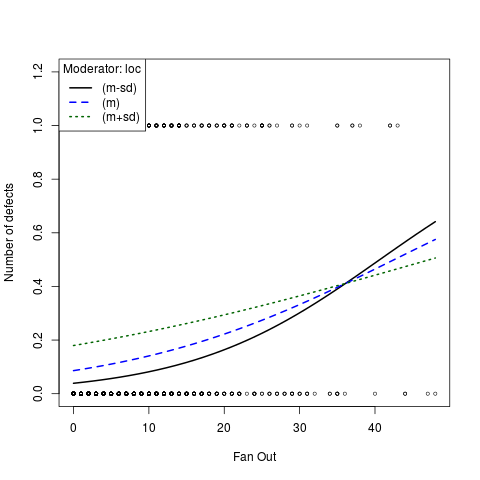 Moderator: loc
(m-sd)
(m)
(m+sd)
Number of defects
1.2
1.0
0.8
0.6
0.4
0.2
0.0
0 10 20 30 40
Fan Out